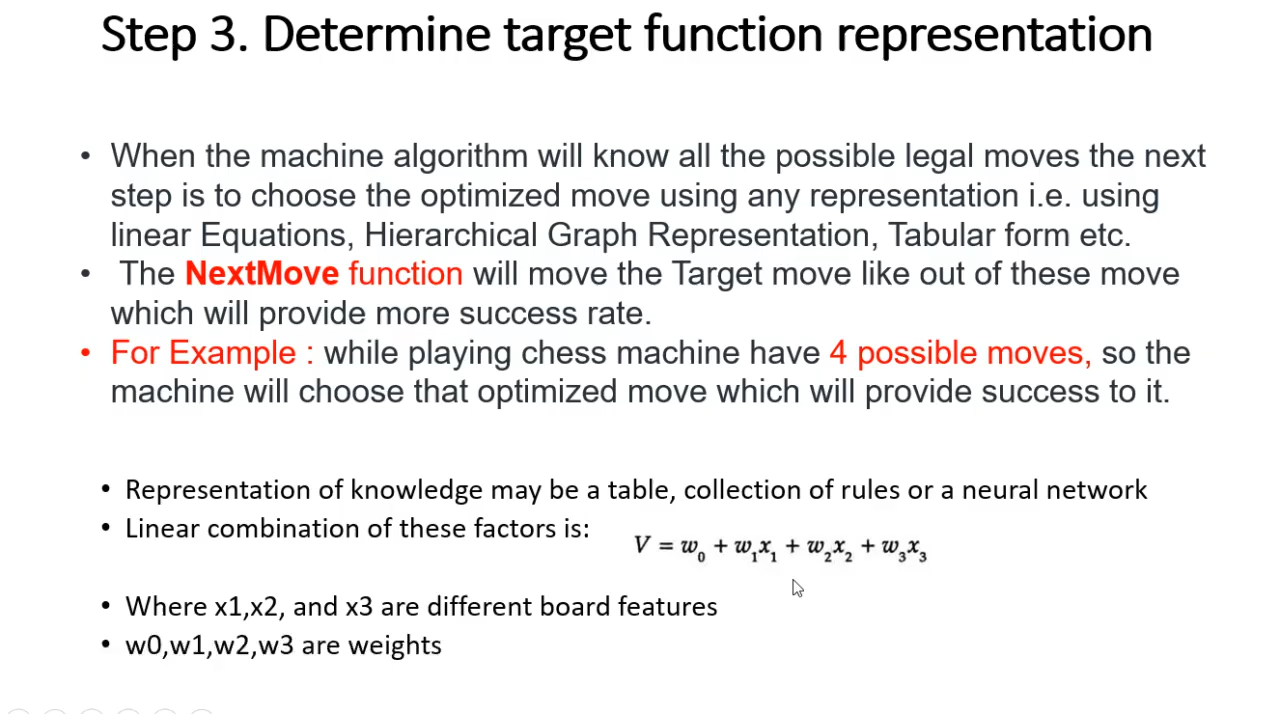 Step 3. Determine target function representation
• When the machine algorithm will know all the possible legal moves the next
step is to choose the optimized move using any representation i.e. using
linear Equations, Hierarchical Graph Representation, Tabular form etc.
• The NextMove function will move the Target move like out of these move
which will provide more success rate.
• For Example : while playing chess machine have 4 possible moves, so the
machine will choose that optimized move which will provide success to it.
• Representation of knowledge may be a table, collection of rules or a neural network
• Linear combination of these factors is:
V = w₀ + w₁x₁ + w₂x₂ + w₃x₃
• Where x1,x2, and x3 are different board features
• w0,w1,w2,w3 are weights